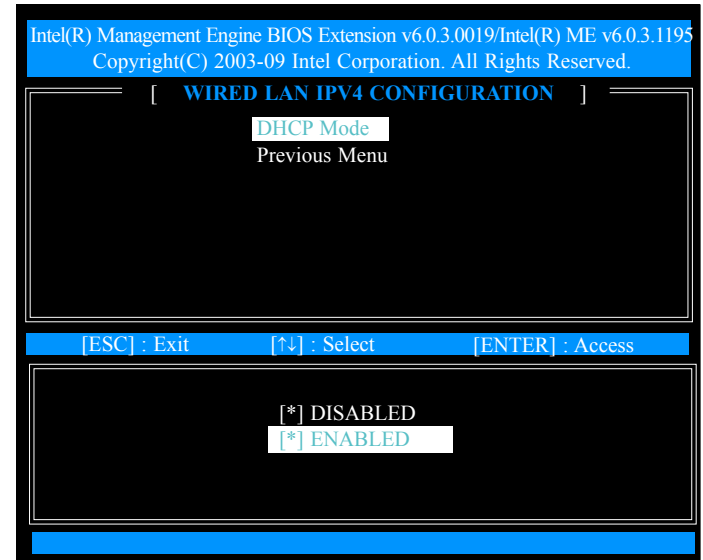 Intel(R) Management Engine BIOS Extension v6.0.3.0019/Intel(R) ME v6.0.3.1195
Copyright(C) 2003-09 Intel Corporation. All Rights Reserved.
[ WIRED LAN IPV4 CONFIGURATION ]
DHCP Mode
Previous Menu
[ESC] : Exit [↑↓] : Select [ENTER] : Access
[*] DISABLED
[*] ENABLED